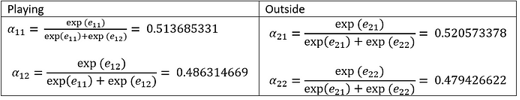 Playing
α₁₁ = exp (e₁₁) / exp(e₁₁)+exp (e₁₂) = 0.513685331
α₁₂ = exp (e₁₂) / exp(e₁₁) + exp (e₁₂) = 0.486314669
Outside
α₂₁ = exp (e₂₁) / exp(e₂₁) + exp (e₂₂) = 0.520573378
α₂₂ = exp (e₂₂) / exp(e₂₁) + exp (e₂₂) = 0.479426622